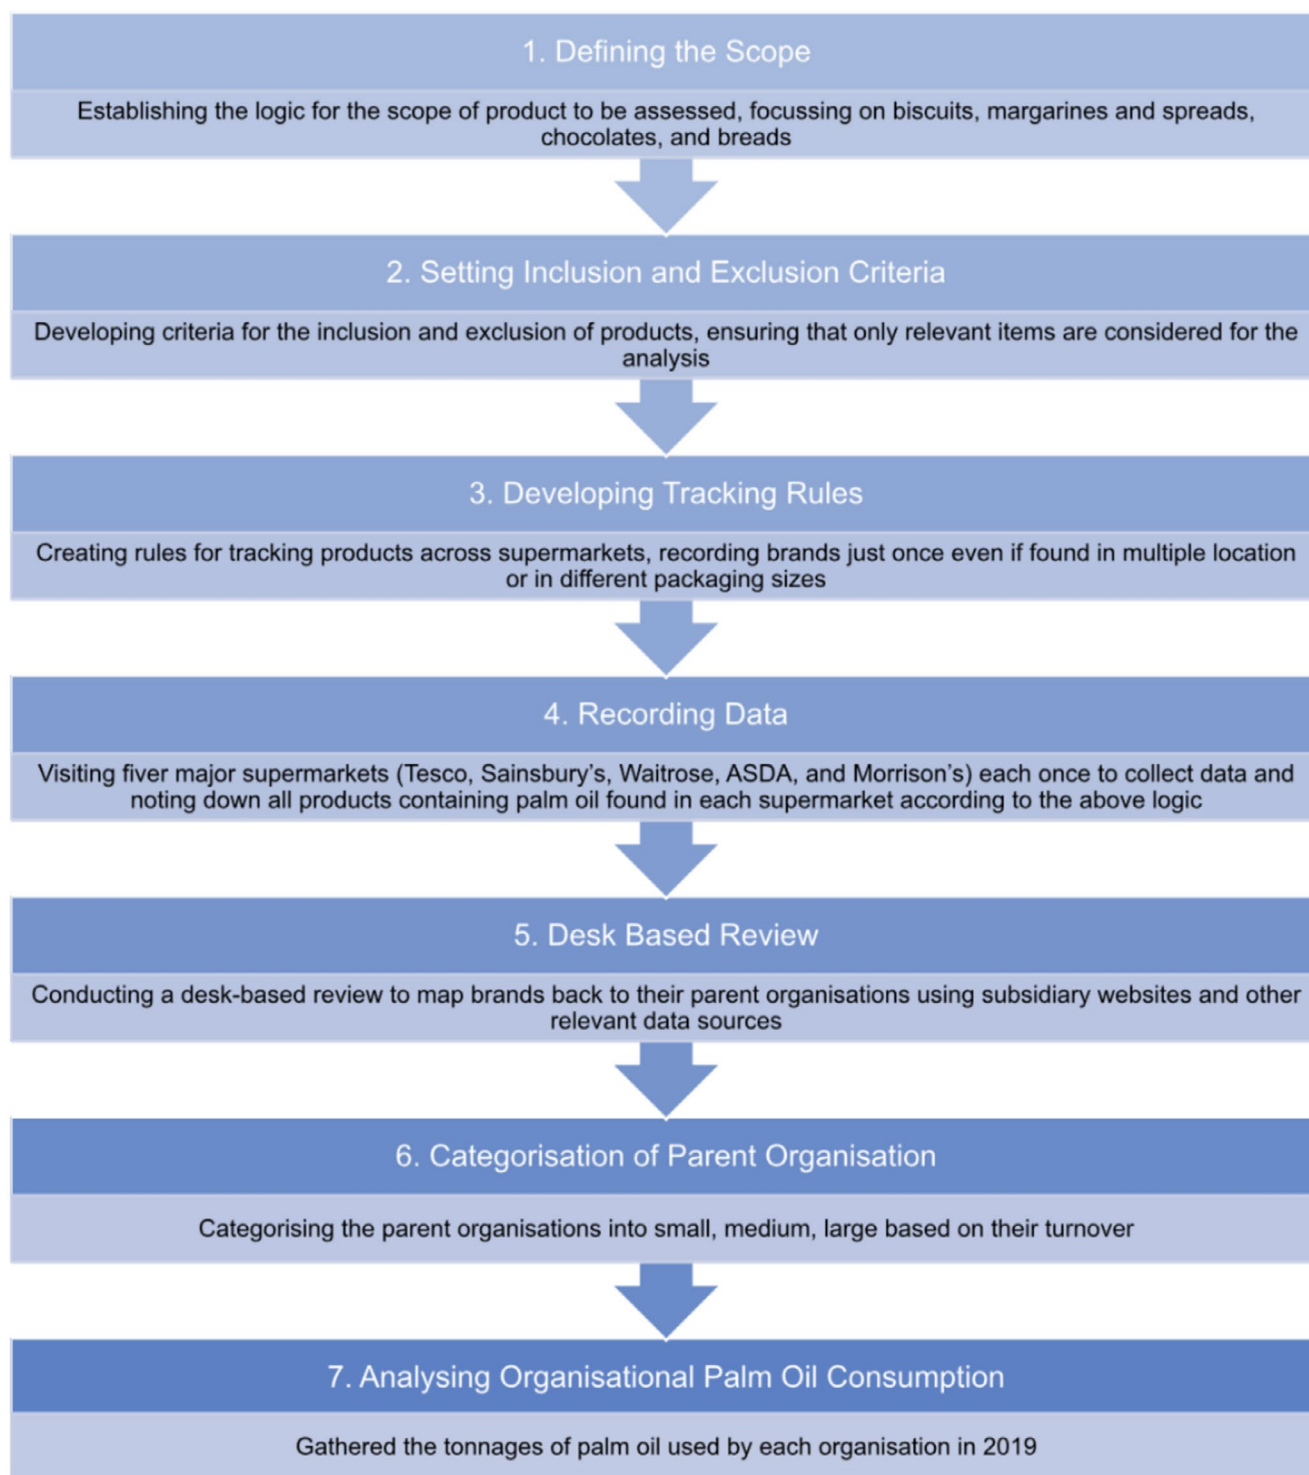 1. Defining the Scope
Establishing the logic for the scope of product to be assessed, focussing on biscuits, margarines and spreads,
chocolates, and breads
2. Setting Inclusion and Exclusion Criteria
Developing criteria for the inclusion and exclusion of products, ensuring that only relevant items are considered for the
analysis
3. Developing Tracking Rules
Creating rules for tracking products across supermarkets, recording brands just once even if found in multiple location
or in different packaging sizes
4. Recording Data
Visiting fiver major supermarkets (Tesco, Sainsbury's, Waitrose, ASDA, and Morrison's) each once to collect data and
noting down all products containing palm oil found in each supermarket according to the above logic
5. Desk Based Review
Conducting a desk-based review to map brands back to their parent organisations using subsidiary websites and other
relevant data sources
6. Categorisation of Parent Organisation
Categorising the parent organisations into small, medium, large based on their turnover
7. Analysing Organisational Palm Oil Consumption
Gathered the tonnages of palm oil used by each organisation in 2019